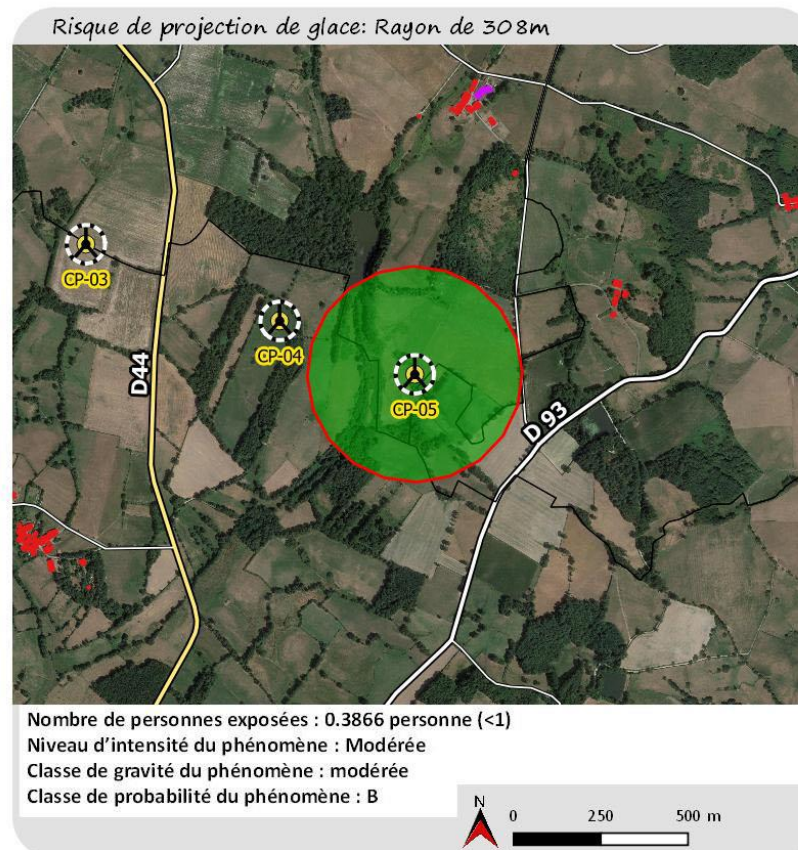 Risque de projection de glace: Rayon de 308m
CP-03
CP-04
D44
CP-05
D 93
Nombre de personnes exposées : 0.3866 personne (<1)
Niveau d'intensité du phénomène : Modérée
Classe de gravité du phénomène : modérée
Classe de probabilité du phénomène : B
N
0 250 500 m